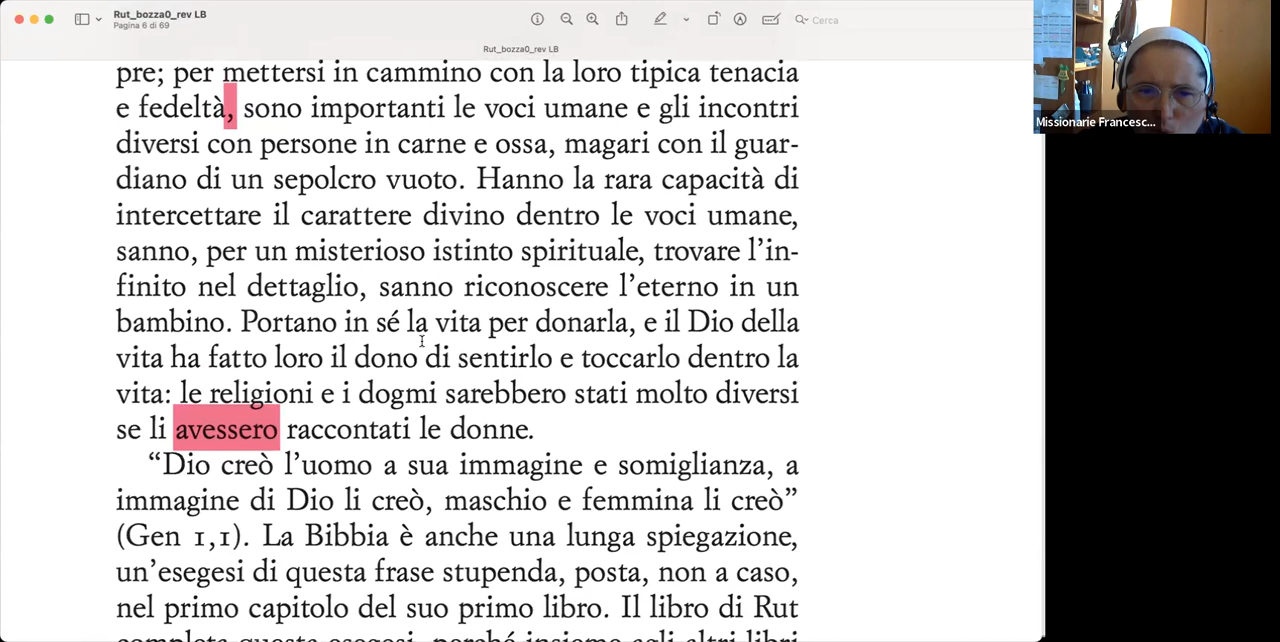 Rut_bozza0_rev LB
Pagina 6 di 69
Cerca
Rut_bozza0_rev LB
pre; per mettersi in cammino con la loro tipica tenacia
e fedeltà, sono importanti le voci umane e gli incontri
diversi con persone in carne e ossa, magari con il guar-
diano di un sepolcro vuoto. Hanno la rara capacità di
intercettare il carattere divino dentro le voci umane,
sanno, per un misterioso istinto spirituale, trovare l’in-
finito nel dettaglio, sanno riconoscere l’eterno in un
bambino. Portano in sé la vita per donarla, e il Dio della
vita ha fatto loro il dono di sentirlo e toccarlo dentro la
vita: le religioni e i dogmi sarebbero stati molto diversi
se li avessero raccontati le donne.
“Dio creò l’uomo a sua immagine e somiglianza, a
immagine di Dio li creò, maschio e femmina li creò”
(Gen 1,1). La Bibbia è anche una lunga spiegazione,
un’esegesi di questa frase stupenda, posta, non a caso,
nel primo capitolo del suo primo libro. Il libro di Rut
completa questa esegesi, perché insieme agli altri libri
Missionarie Francesc...